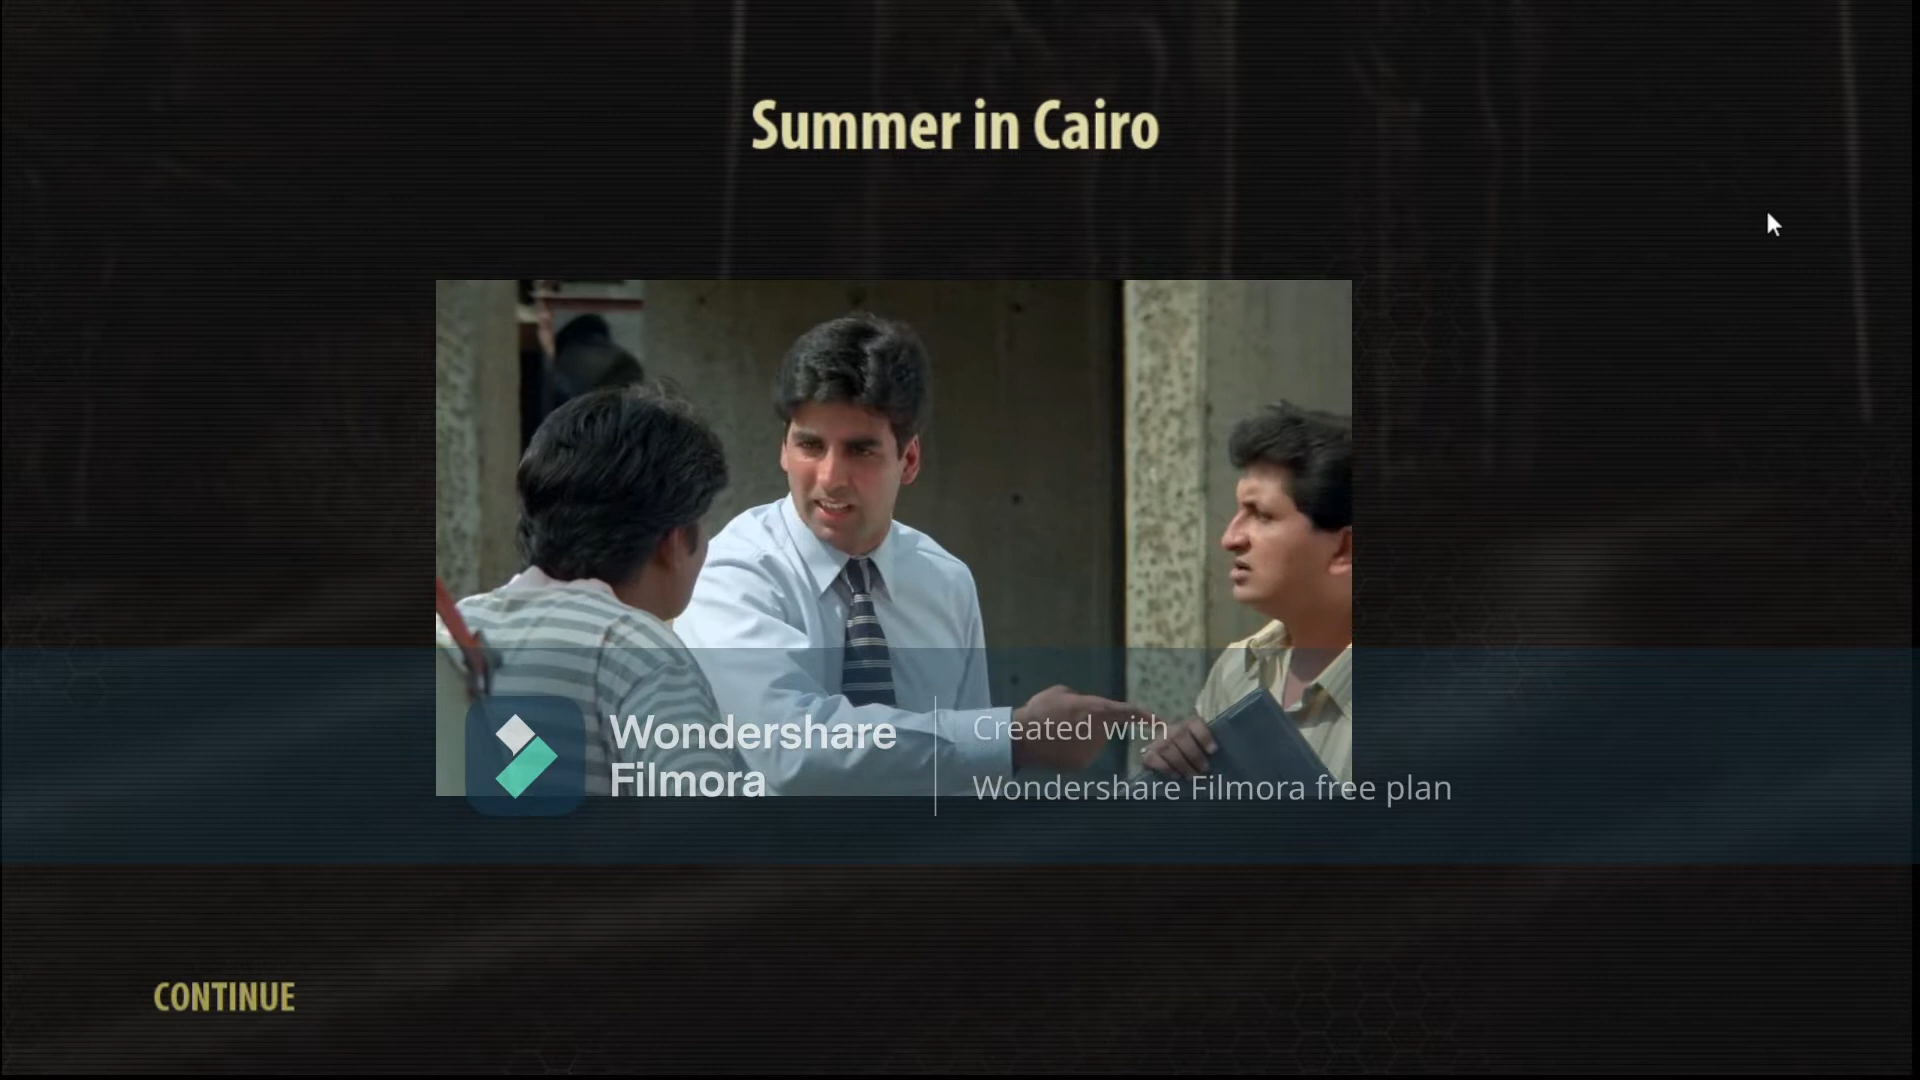 Summer in Cairo
Wondershare
Filmora
Created with
Wondershare Filmora free plan
CONTINUE